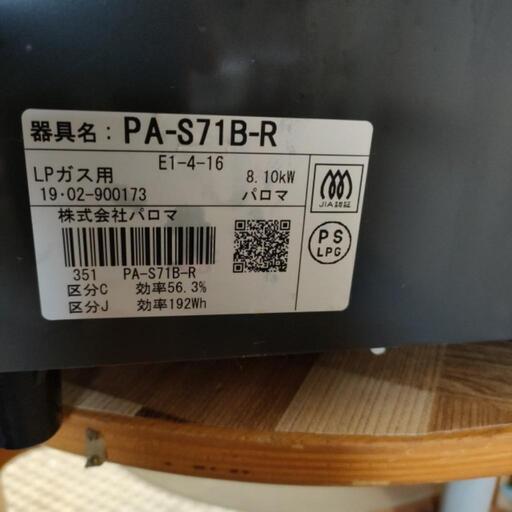 器具名：PA-S71B-R
E1-4-16
LPガス用 8.10kW
19・02-900173 パロマ
株式会社パロマ
351 PA-S71B-R
区分C 効率56.3%
区分J 効率192Wh
JIA認証
PS
LPG